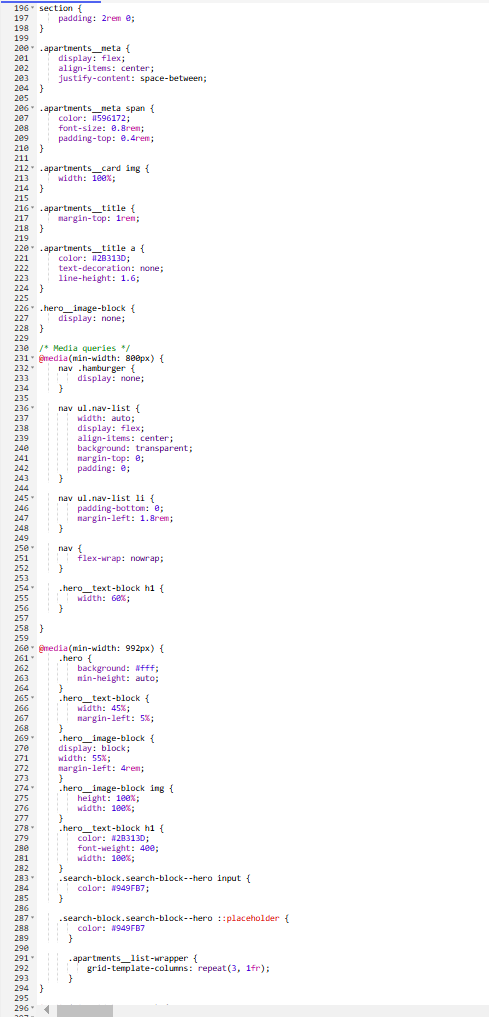 196 section {
197     padding: 2rem 0;
198 }
199
200 .apartments__meta {
201     display: flex;
202     align-items: center;
203     justify-content: space-between;
204 }
205
206 .apartments__meta span {
207     color: #596172;
208     font-size: 0.8rem;
209     padding-top: 0.4rem;
210 }
211
212 .apartments__card img {
213     width: 100%;
214 }
215
216 .apartments__title {
217     margin-top: 1rem;
218 }
219
220 .apartments__title a {
221     color: #2B313D;
222     text-decoration: none;
223     line-height: 1.6;
224 }
225
226 .hero__image-block {
227     display: none;
228 }
229
230 /* Media queries */
231 @media(min-width: 800px) {
232     nav .hamburger {
233         display: none;
234     }
235
236     nav ul.nav-list {
237         width: auto;
238         display: flex;
239         align-items: center;
240         background: transparent;
241         margin-top: 0;
242         padding: 0;
243     }
244
245     nav ul.nav-list li {
246         padding-bottom: 0;
247         margin-left: 1.8rem;
248     }
249
250     nav {
251         flex-wrap: nowrap;
252     }
253
254     .hero__text-block h1 {
255         width: 60%;
256     }
257
258 }
259
260 @media(min-width: 992px) {
261     .hero {
262         background: #fff;
263         min-height: auto;
264     }
265     .hero__text-block {
266         width: 45%;
267         margin-left: 5%;
268     }
269     .hero__image-block {
270     display: block;
271     width: 55%;
272     margin-left: 4rem;
273     }
274     .hero__image-block img {
275         height: 100%;
276         width: 100%;
277     }
278     .hero__text-block h1 {
279         color: #2B313D;
280         font-weight: 400;
281         width: 100%;
282     }
283     .search-block.search-block--hero input {
284         color: #949FB7;
285     }
286
287     .search-block.search-block--hero ::placeholder {
288         color: #949FB7
289       }
290
291       .apartments__list-wrapper {
292           grid-template-columns: repeat(3, 1fr);
293       }
294 }
295
296